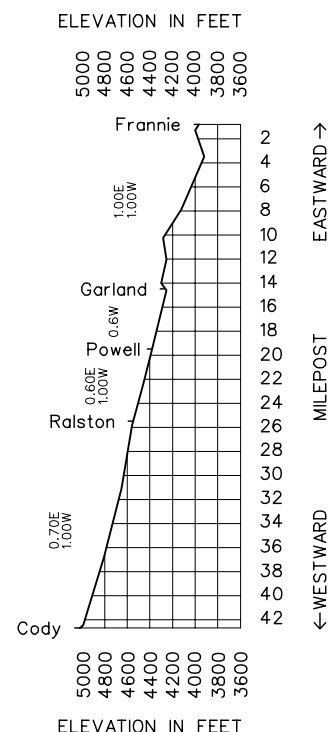 ELEVATION IN FEET
5000 4800 4600 4400 4200 4000 3800 3600
Frannie
2
4
6
1.00E
1.00W
8
10
12
Garland
14
16
0.6W
18
Powell
20
0.60E
1.00W
22
24
Ralston
26
28
30
32
0.70E
1.00W
34
36
38
40
42
Cody
EASTWARD →
MILEPOST
←WESTWARD
5000 4800 4600 4400 4200 4000 3800 3600
ELEVATION IN FEET